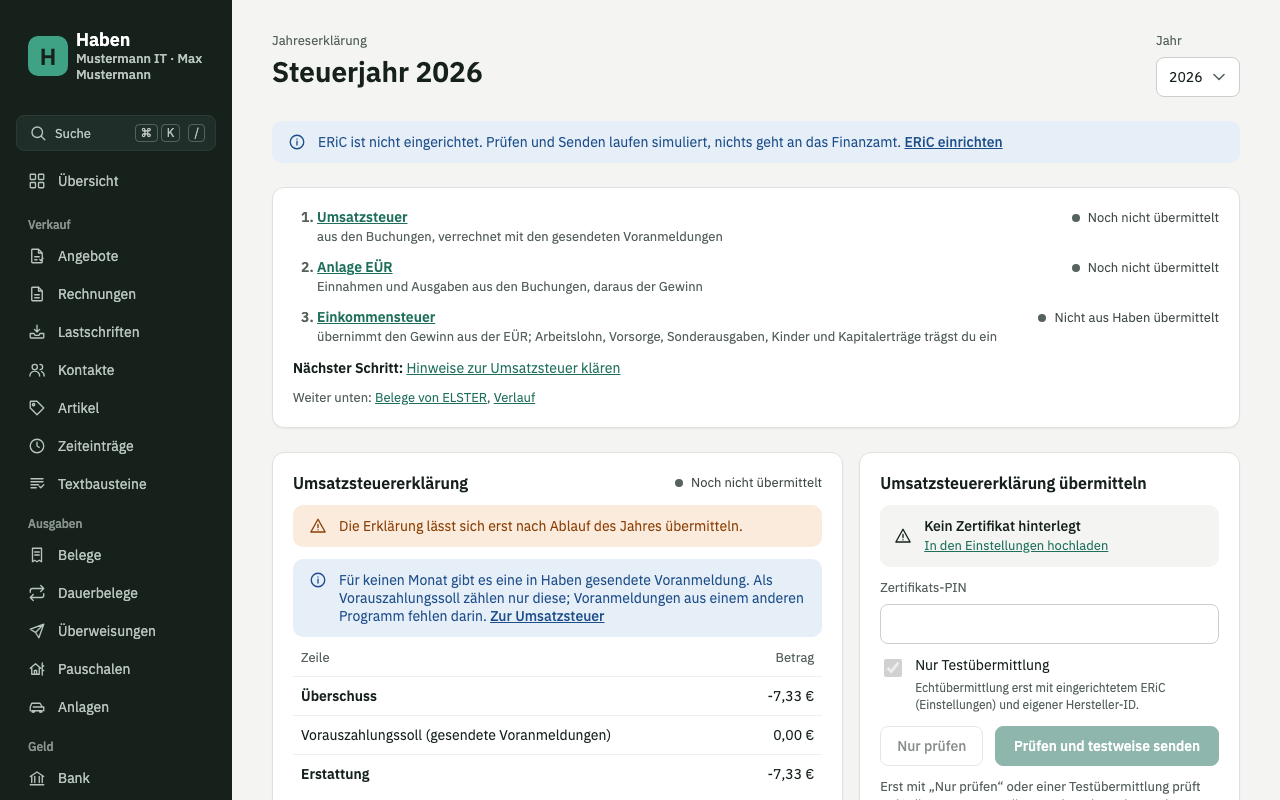 H
Haben
Mustermann IT · Max
Mustermann
Suche
⌘ K /
Übersicht
Verkauf
Angebote
Rechnungen
Lastschriften
Kontakte
Artikel
Zeiteinträge
Textbausteine
Ausgaben
Belege
Dauerbelege
Überweisungen
Pauschalen
Anlagen
Geld
Bank
Jahreserklärung
Steuerjahr 2026
Jahr
2026
ERiC ist nicht eingerichtet. Prüfen und Senden laufen simuliert, nichts geht an das Finanzamt. ERiC einrichten
1. Umsatzsteuer
Noch nicht übermittelt
aus den Buchungen, verrechnet mit den gesendeten Voranmeldungen
2. Anlage EÜR
Noch nicht übermittelt
Einnahmen und Ausgaben aus den Buchungen, daraus der Gewinn
3. Einkommensteuer
Nicht aus Haben übermittelt
übernimmt den Gewinn aus der EÜR; Arbeitslohn, Vorsorge, Sonderausgaben, Kinder und Kapitalerträge trägst du ein
Nächster Schritt: Hinweise zur Umsatzsteuer klären
Weiter unten: Belege von ELSTER, Verlauf
Umsatzsteuererklärung
Noch nicht übermittelt
Die Erklärung lässt sich erst nach Ablauf des Jahres übermitteln.
Für keinen Monat gibt es eine in Haben gesendete Voranmeldung. Als
Vorauszahlungssoll zählen nur diese; Voranmeldungen aus einem anderen
Programm fehlen darin. Zur Umsatzsteuer
Zeile Betrag
Überschuss -7,33 €
Vorauszahlungssoll (gesendete Voranmeldungen) 0,00 €
Erstattung -7,33 €
Umsatzsteuererklärung übermitteln
Kein Zertifikat hinterlegt
In den Einstellungen hochladen
Zertifikats-PIN
Nur Testübermittlung
Echtübermittlung erst mit eingerichtetem ERiC
(Einstellungen) und eigener Hersteller-ID.
Nur prüfen
Prüfen und testweise senden
Erst mit „Nur prüfen“ oder einer Testübermittlung prüft